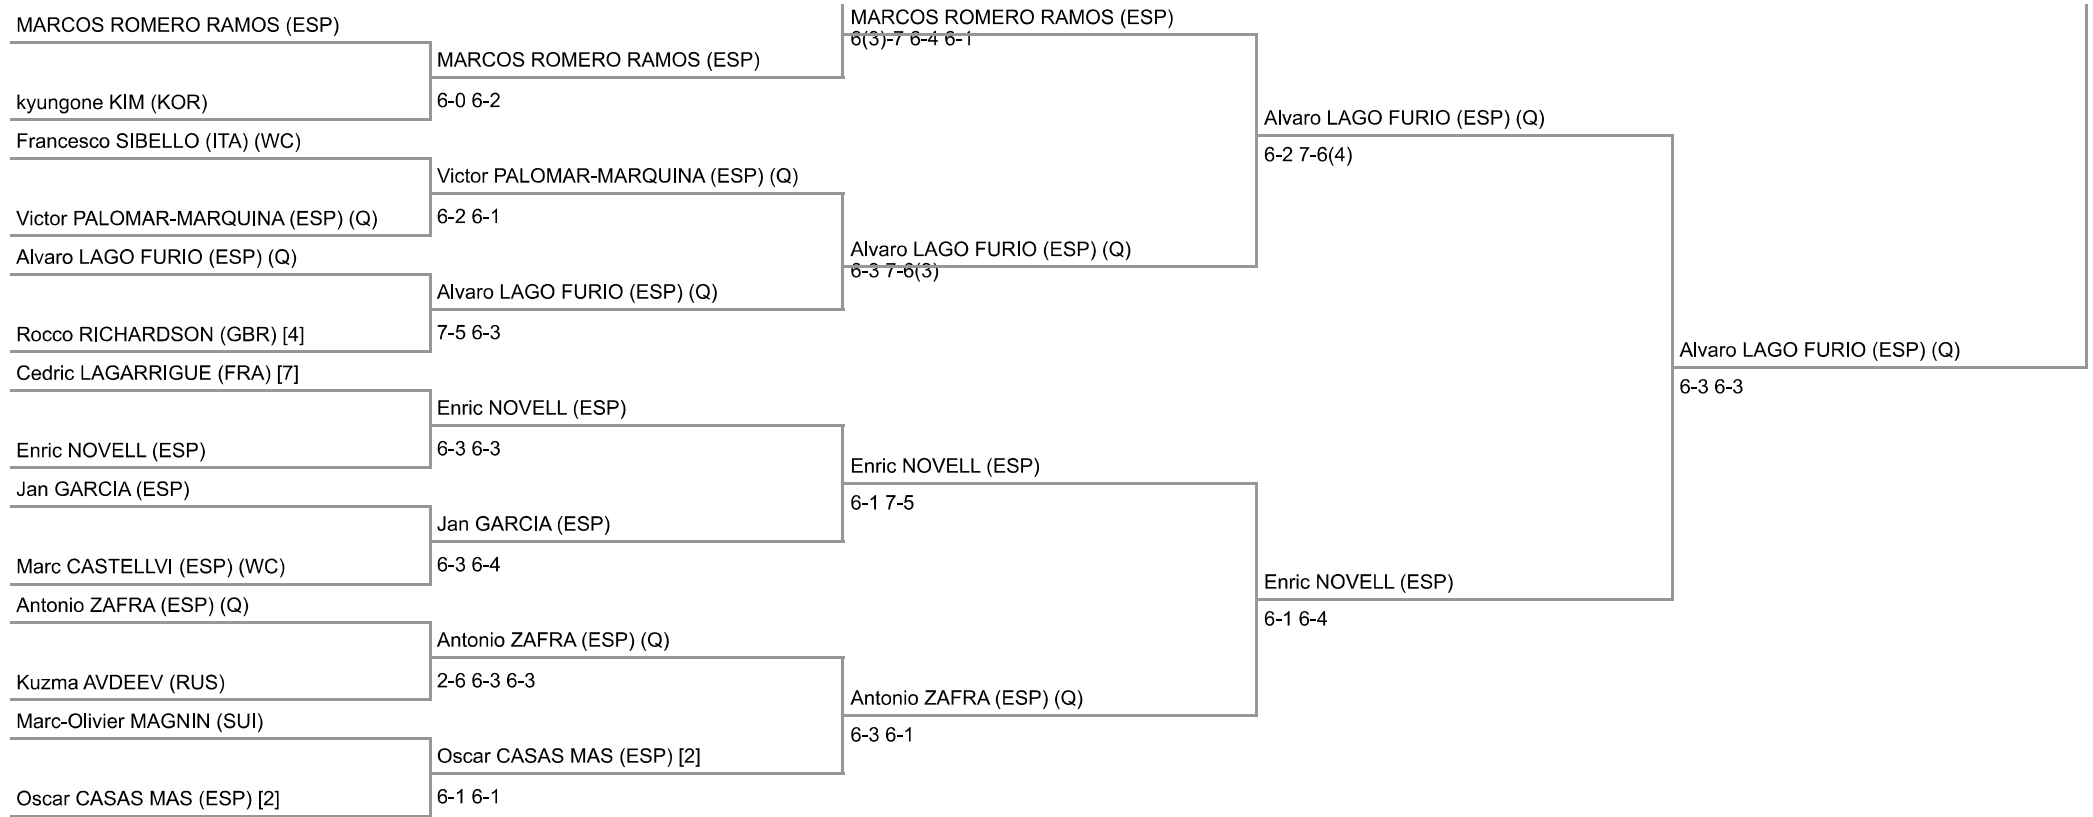 MARCOS ROMERO RAMOS (ESP)
kyungone KIM (KOR)
Francesco SIBELLO (ITA) (WC)
Victor PALOMAR-MARQUINA (ESP) (Q)
Alvaro LAGO FURIO (ESP) (Q)
Rocco RICHARDSON (GBR) [4]
Cedric LAGARRIGUE (FRA) [7]
Enric NOVELL (ESP)
Jan GARCIA (ESP)
Marc CASTELLVI (ESP) (WC)
Antonio ZAFRA (ESP) (Q)
Kuzma AVDEEV (RUS)
Marc-Olivier MAGNIN (SUI)
Oscar CASAS MAS (ESP) [2]
MARCOS ROMERO RAMOS (ESP)
6-0 6-2
Victor PALOMAR-MARQUINA (ESP) (Q)
6-2 6-1
Alvaro LAGO FURIO (ESP) (Q)
7-5 6-3
Enric NOVELL (ESP)
6-3 6-3
Jan GARCIA (ESP)
6-3 6-4
Antonio ZAFRA (ESP) (Q)
2-6 6-3 6-3
Oscar CASAS MAS (ESP) [2]
6-1 6-1
MARCOS ROMERO RAMOS (ESP)
6(3)-7 6-4 6-1
Alvaro LAGO FURIO (ESP) (Q)
6-3 7-6(3)
Enric NOVELL (ESP)
6-1 7-5
Antonio ZAFRA (ESP) (Q)
6-3 6-1
Alvaro LAGO FURIO (ESP) (Q)
6-2 7-6(4)
Enric NOVELL (ESP)
6-1 6-4
Alvaro LAGO FURIO (ESP) (Q)
6-3 6-3